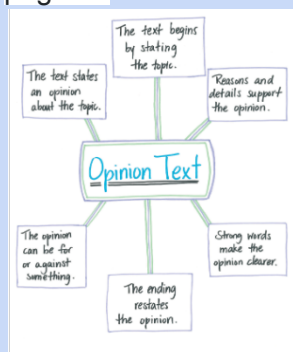 The text begins
by stating
the topic.
The text states
an opinion
about the topic.
Reasons and
details support
the opinion.
Opinion Text
The opinion
can be for
or against
something.
Strong words
make the
opinion clearer.
The ending
restates
the opinion.